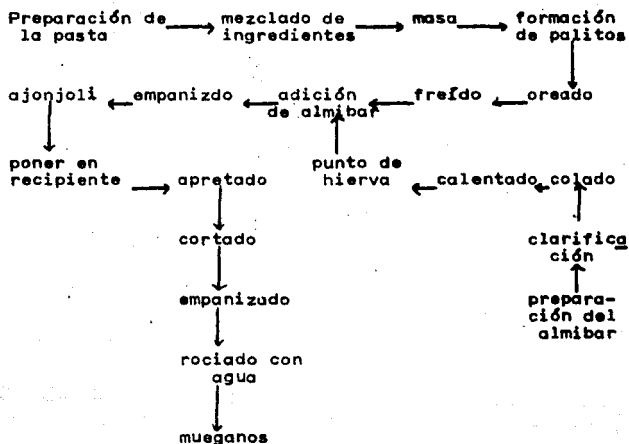 Preparación de
la pasta
mezclado de
ingredientes
masa
formación
de palitos
ajonjoli
empanizdo
adición
de almibar
freído
oreado
poner en
recipiente
apretado
punto de
hierva
calentado
colado
cortado
clarifica
ción
empanizado
prepara-
ción del
almibar
rociado con
agua
mueganos